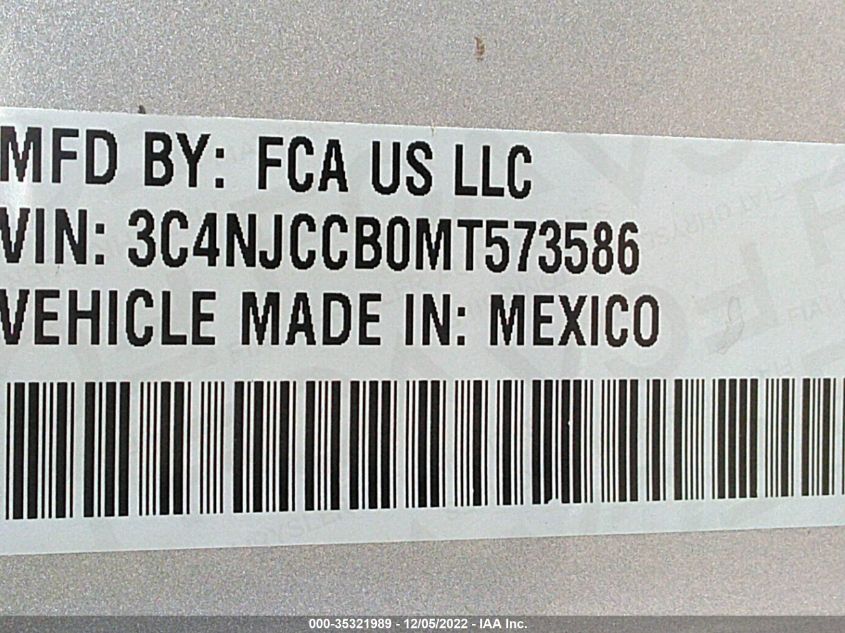 MFD BY: FCA US LLC
VIN: 3C4NJCCB0MT573586
VEHICLE MADE IN: MEXICO
000-35321989 - 12/05/2022 - IAA Inc.